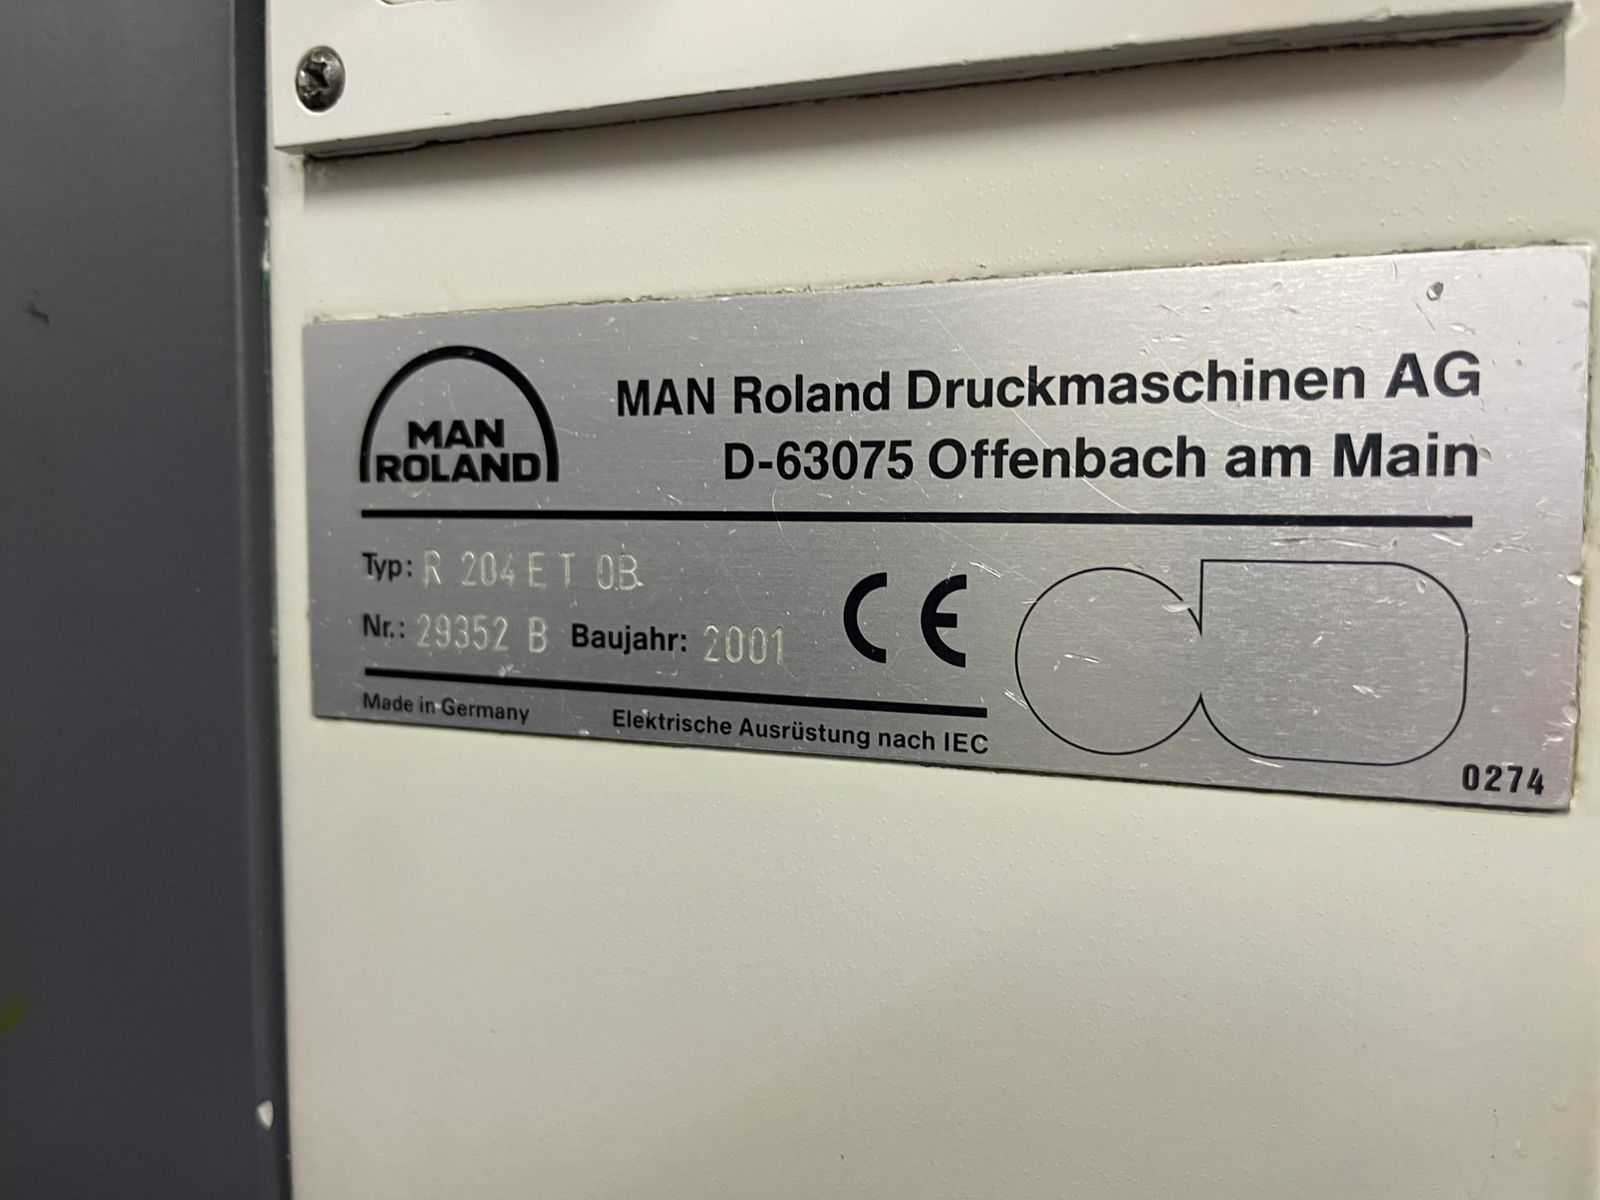 MAN
ROLAND
MAN Roland Druckmaschinen AG
D-63075 Offenbach am Main
Typ: R 204 E T OB
Nr.: 29352 B Baujahr: 2001
CE
Made in Germany Elektrische Ausrüstung nach IEC
0274